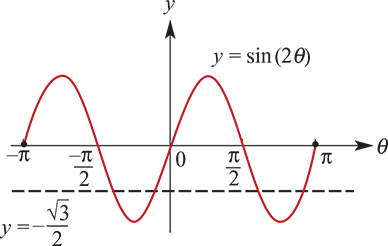 y
y = sin(2θ)
−π
−π/2
0
π/2
π
θ
y = −√3/2